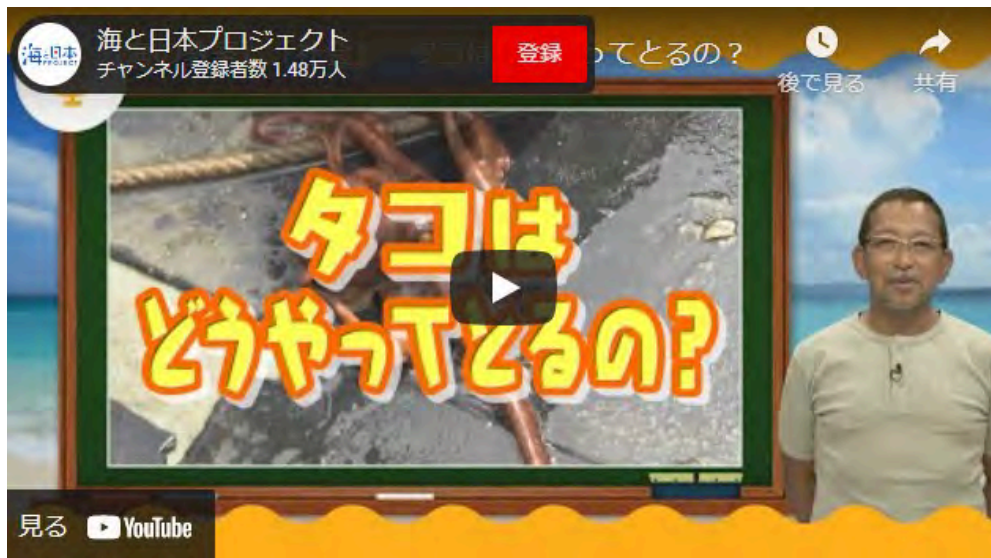 海と日本プロジェクト
チャンネル登録者数 1.48万人
登録
ってとるの？
後で見る
共有
海と日本
PROJECT
タコは
どうやってとるの?
見る
YouTube